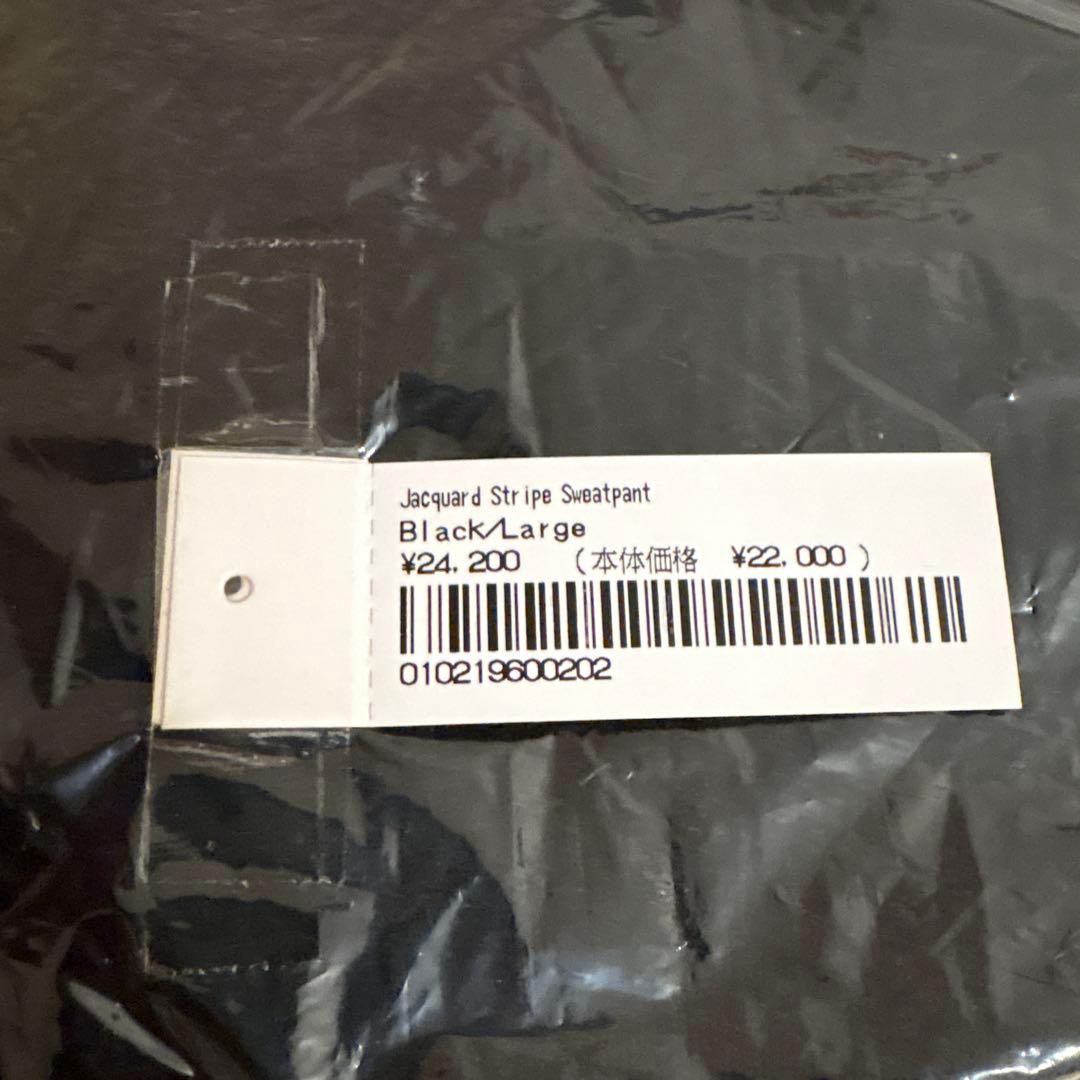 Jacquard Stripe Sweatpant
Black/Large
¥24,200 (本体価格 ¥22,000)
010219600202